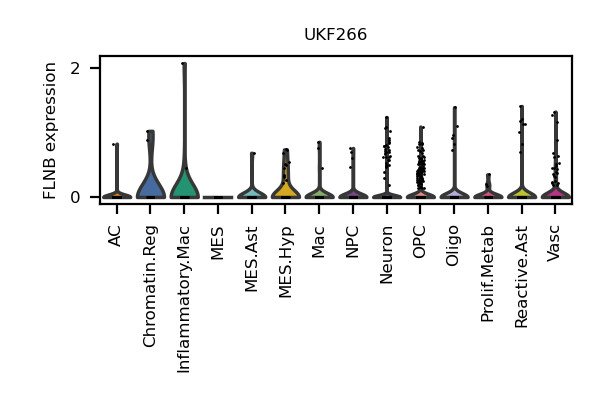 UKF266
FLNB expression
2
0
AC
Chromatin.Reg
Inflammatory.Mac
MES
MES.Ast
MES.Hyp
Mac
NPC
Neuron
OPC
Oligo
Prolif.Metab
Reactive.Ast
Vasc